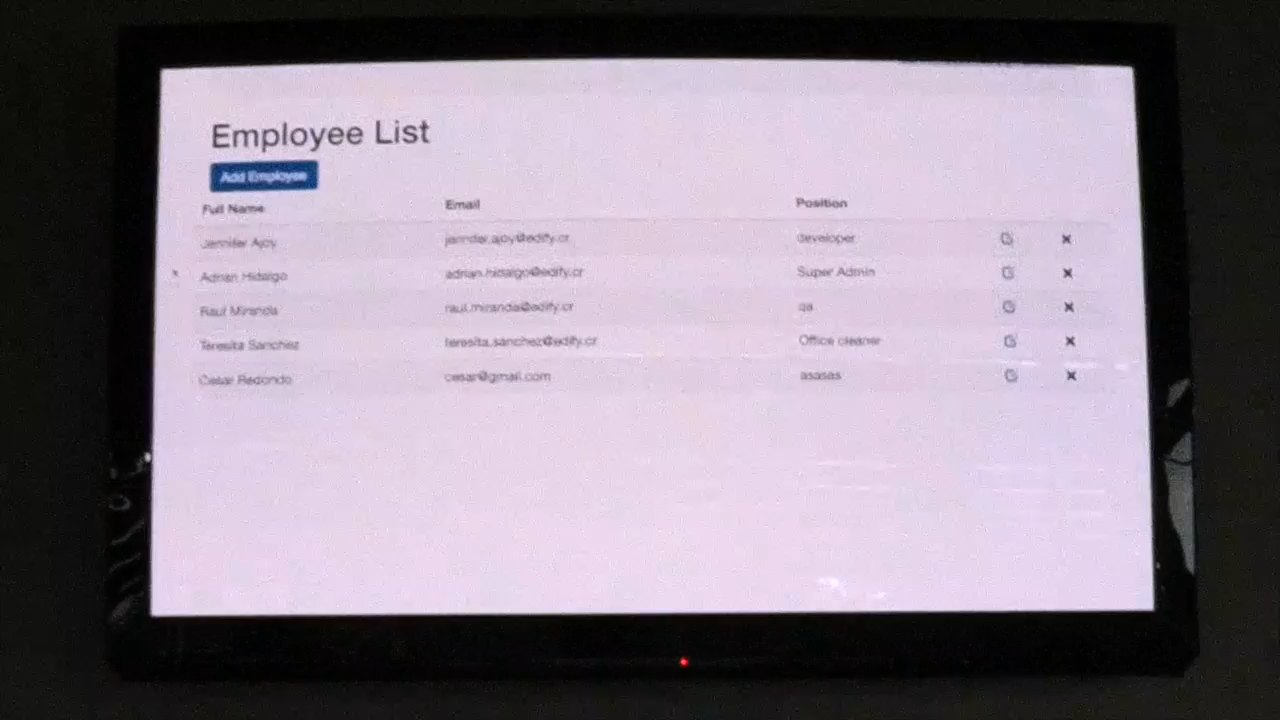 Employee List
Add Employee
Full Name Email Position
Jennifer Ajoy jennifer.ajoy@edify.cr developer
Adrian Hidalgo adrian.hidalgo@edify.cr Super Admin
Raul Miranda raul.miranda@edify.cr qa
Teresita Sanchez teresita.sanchez@edify.cr Office cleaner
Cesar Redondo cesar@gmail.com asasas